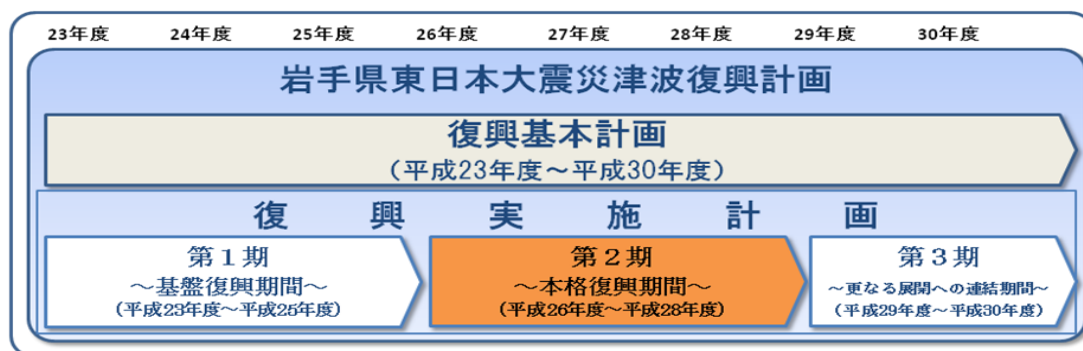 23年度 24年度 25年度 26年度 27年度 28年度 29年度 30年度
岩手県東日本大震災津波復興計画
復興基本計画
（平成23年度～平成30年度）
復興実施計画
第１期
～基盤復興期間～
（平成23年度～平成25年度）
第２期
～本格復興期間～
（平成26年度～平成28年度）
第３期
～更なる展開への連結期間～
（平成29年度～平成30年度）